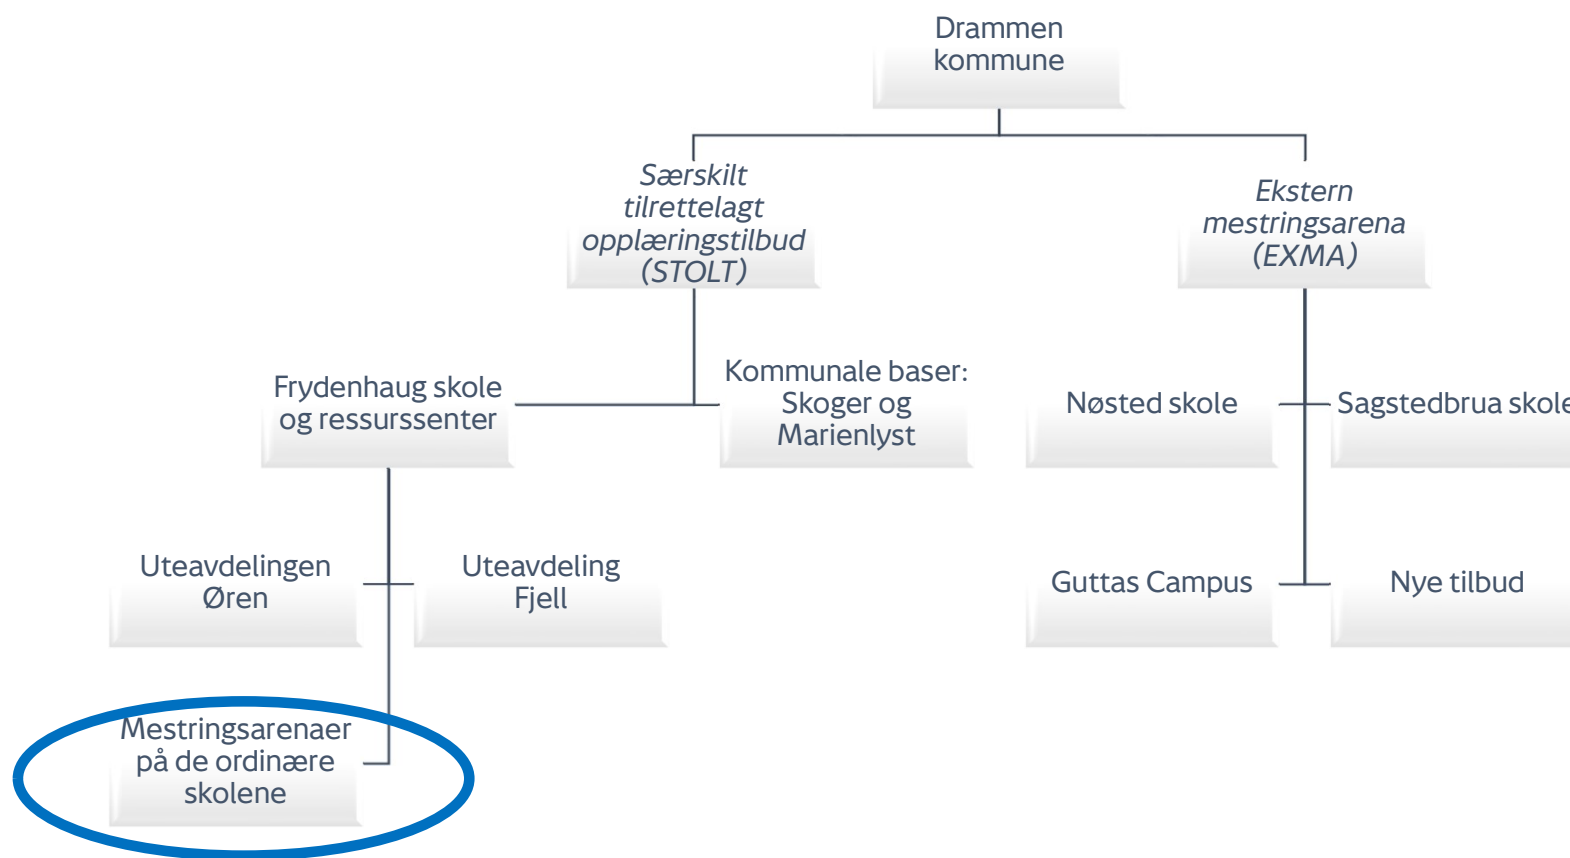 Drammen
kommune
Særskilt
tilrettelagt
opplæringstilbud
(STOLT)
Ekstern
mestringsarena
(EXMA)
Frydenhaug skole
og ressurssenter
Kommunale baser:
Skoger og
Marienlyst
Nøsted skole
Sagstedbrua skole
Uteavdelingen
Øren
Uteavdeling
Fjell
Guttas Campus
Nye tilbud
Mestringsarenaer
på de ordinære
skolene